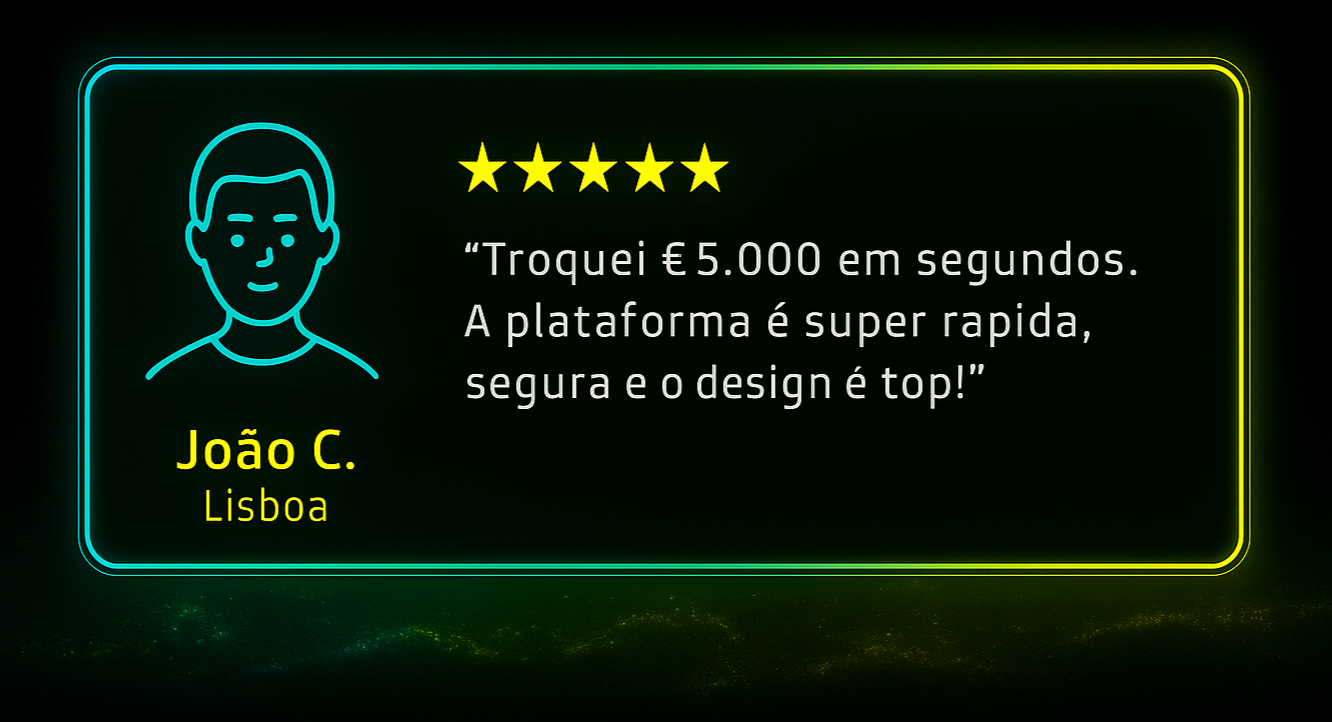 ★★★★★
“Troquei € 5.000 em segundos.
A plataforma é super rapida,
segura e o design é top!”
João C.
Lisboa